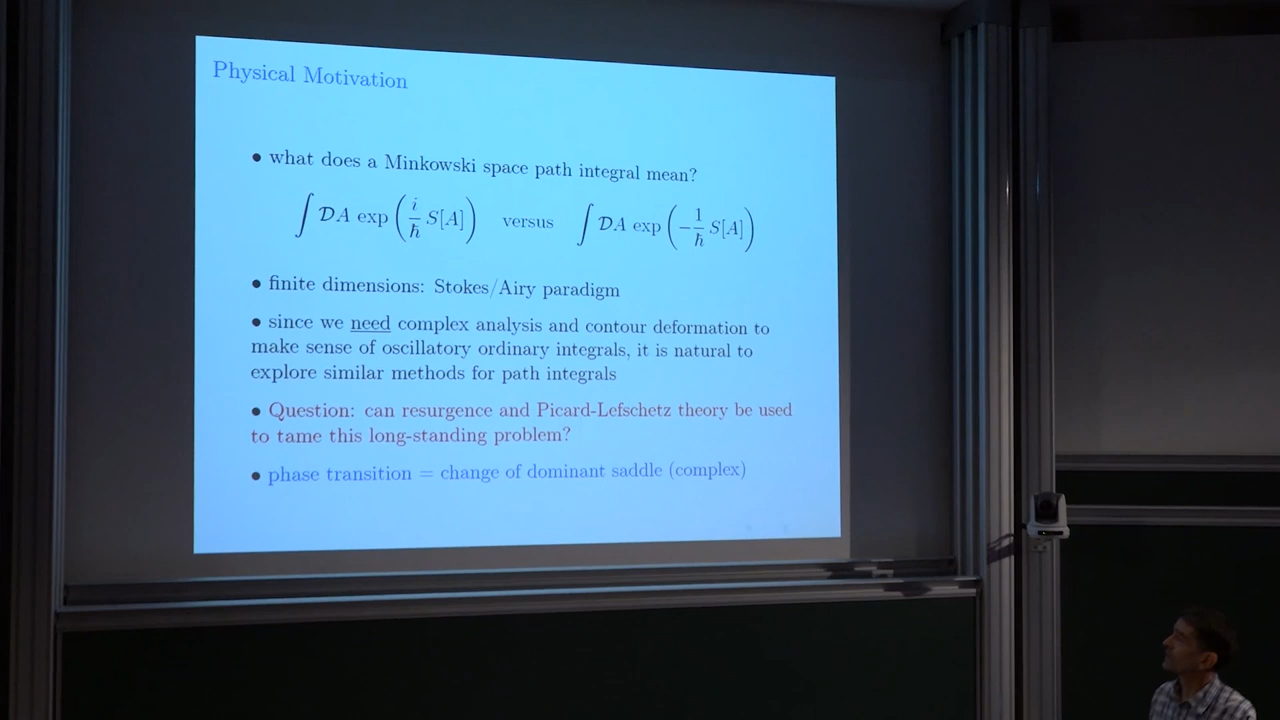 Physical Motivation
• what does a Minkowski space path integral mean?
∫ 𝒟A exp (i/ℏ S[A]) versus ∫ 𝒟A exp (−1/ℏ S[A])
• finite dimensions: Stokes/Airy paradigm
• since we need complex analysis and contour deformation to
make sense of oscillatory ordinary integrals, it is natural to
explore similar methods for path integrals
• Question: can resurgence and Picard-Lefschetz theory be used
to tame this long-standing problem?
• phase transition = change of dominant saddle (complex)